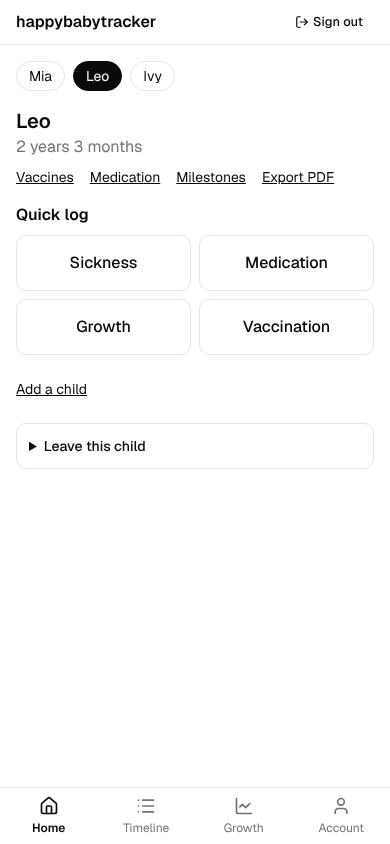 happybabytracker Sign out
Mia Leo Ivy
Leo
2 years 3 months
Vaccines Medication Milestones Export PDF
Quick log
Sickness Medication
Growth Vaccination
Add a child
Leave this child
Home Timeline Growth Account